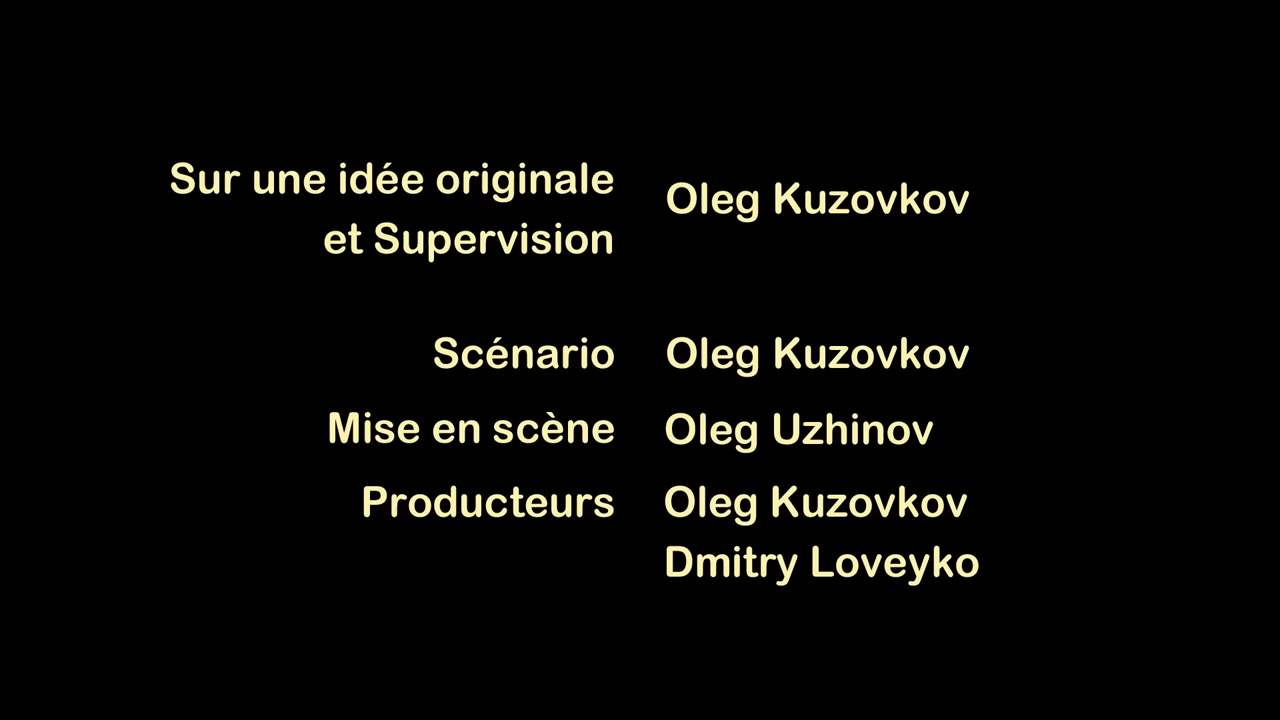 Sur une idée originale
et Supervision
Oleg Kuzovkov
Scénario Oleg Kuzovkov
Mise en scène Oleg Uzhinov
Producteurs Oleg Kuzovkov
Dmitry Loveyko